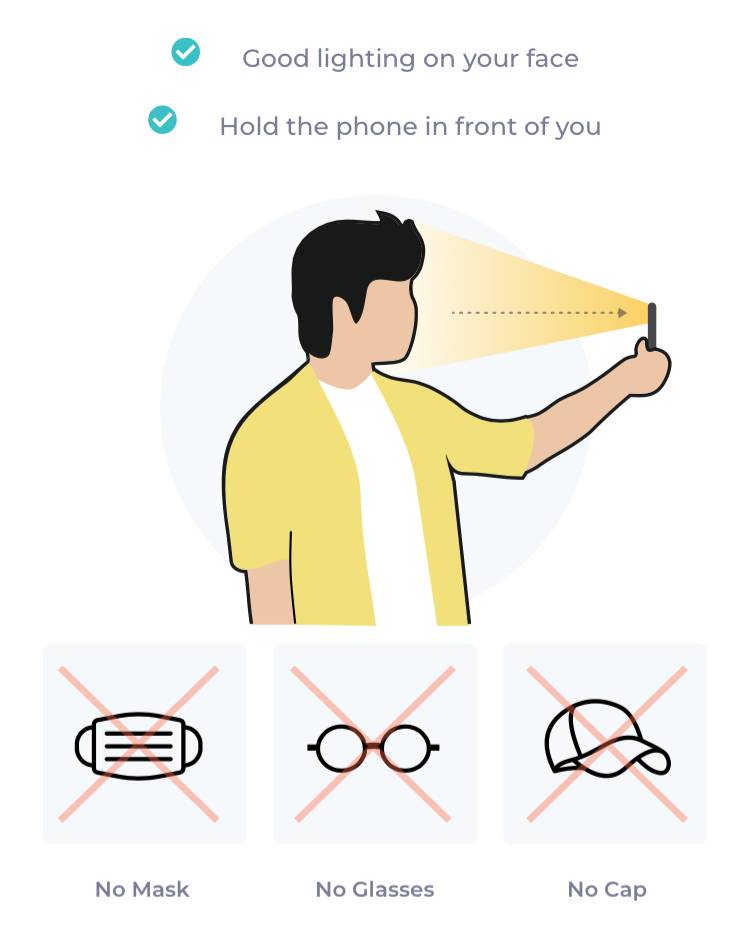 Good lighting on your face
Hold the phone in front of you
No Mask
No Glasses
No Cap